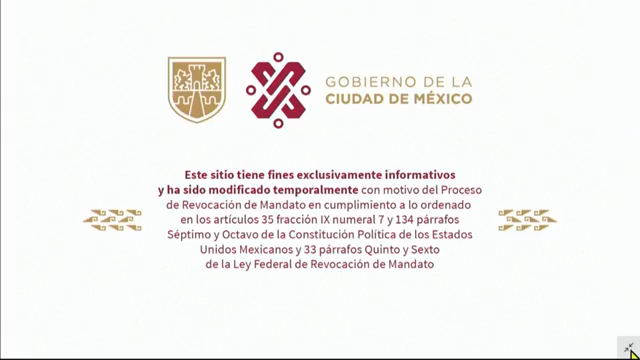 GOBIERNO DE LA
CIUDAD DE MÉXICO
Este sitio tiene fines exclusivamente informativos
y ha sido modificado temporalmente con motivo del Proceso
de Revocación de Mandato en cumplimiento a lo ordenado
en los artículos 35 fracción IX numeral 7 y 134 párrafos
Séptimo y Octavo de la Constitución Política de los Estados
Unidos Mexicanos y 33 párrafos Quinto y Sexto
de la Ley Federal de Revocación de Mandato